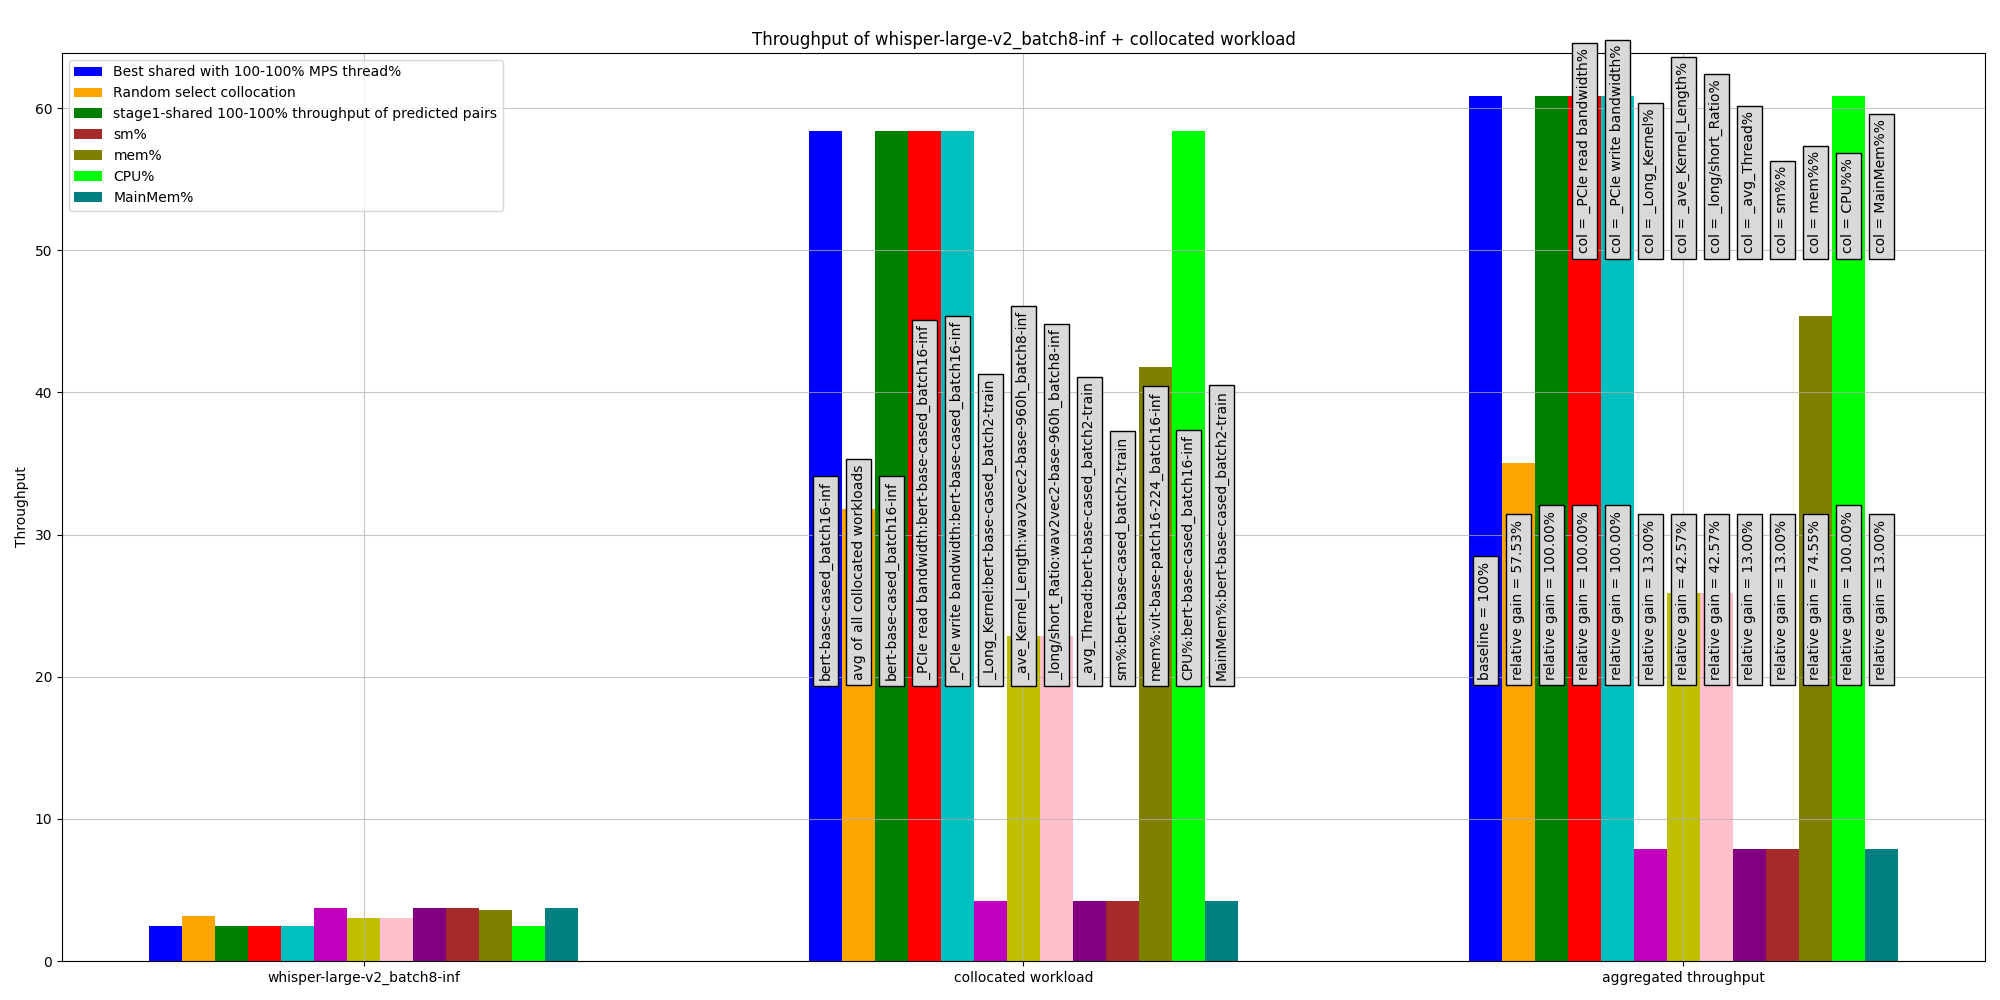 Throughput of whisper-large-v2_batch8-inf + collocated workload
Best shared with 100-100% MPS thread%
Random select collocation
stage1-shared 100-100% throughput of predicted pairs
sm%
mem%
CPU%
MainMem%
Throughput
60
50
40
30
20
10
0
bert-base-cased_batch16-inf
avg of all collocated workloads
bert-base-cased_batch16-inf
_PCIe read bandwidth:bert-base-cased_batch16-inf
_PCIe write bandwidth:bert-base-cased_batch16-inf
_Long_Kernel:bert-base-cased_batch2-train
_ave_Kernel_Length:wav2vec2-base-960h_batch8-inf
_long/short_Ratio:wav2vec2-base-960h_batch8-inf
_avg_Thread:bert-base-cased_batch2-train
sm%:bert-base-cased_batch2-train
mem%:vit-base-patch16-224_batch16-inf
CPU%:bert-base-cased_batch16-inf
MainMem%:bert-base-cased_batch2-train
col = _PCIe read bandwidth%
col = _PCIe write bandwidth%
col = _Long_Kernel%
col = _ave_Kernel_Length%
col = _long/short_Ratio%
col = _avg_Thread%
col = sm%%
col = mem%%
col = CPU%%
col = MainMem%%
baseline = 100%
relative gain = 57.53%
relative gain = 100.00%
relative gain = 100.00%
relative gain = 100.00%
relative gain = 13.00%
relative gain = 42.57%
relative gain = 42.57%
relative gain = 13.00%
relative gain = 13.00%
relative gain = 74.55%
relative gain = 100.00%
relative gain = 13.00%
whisper-large-v2_batch8-inf
collocated workload
aggregated throughput